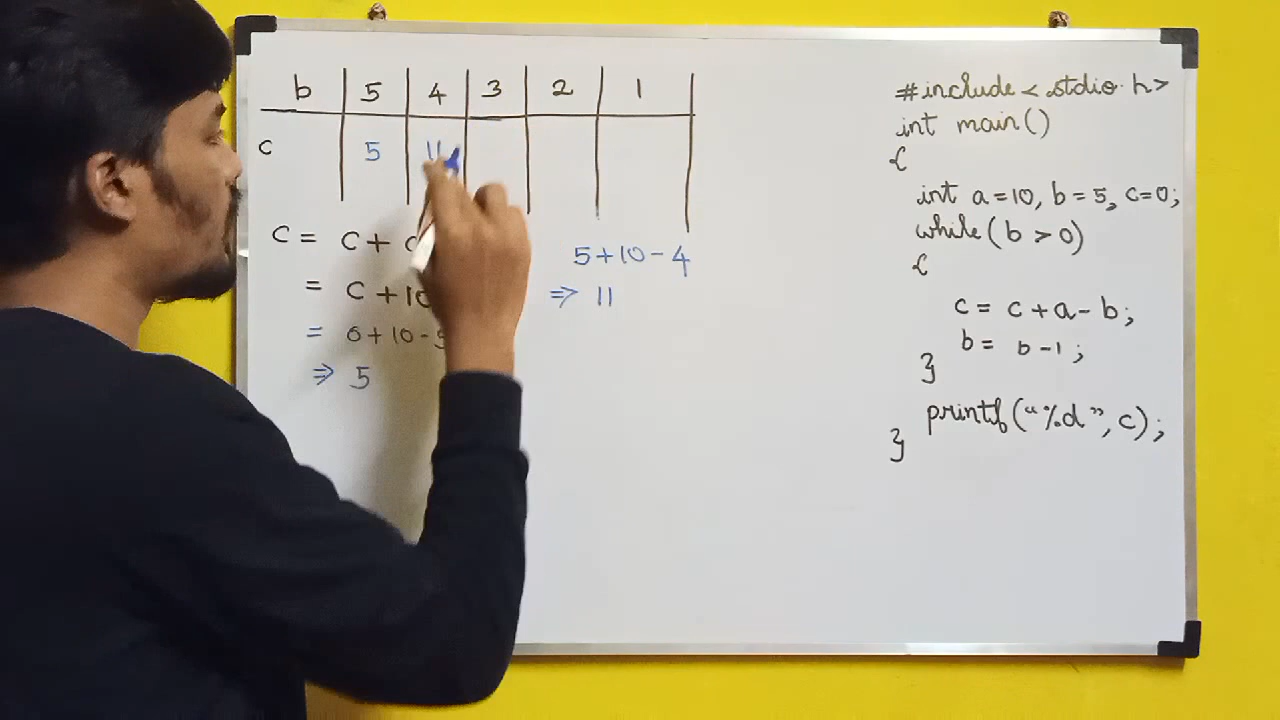 b 5 4 3 2 1
c 5 11
c = c +
= c + 10
= 0 + 10 - 5
⇒ 5
5 + 10 - 4
⇒ 11
#include < stdio.h>
int main()
{
int a = 10, b = 5, c = 0;
while ( b > 0)
{
c = c + a - b;
b = b - 1;
}
printf("%d", c);
}